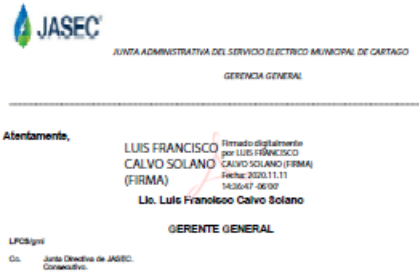 JASEC
JUNTA ADMINISTRATIVA DEL SERVICIO ELECTRICO MUNICIPAL DE CARTAGO
GERENCIA GENERAL
Atentamente,
LUIS FRANCISCO
CALVO SOLANO
(FIRMA)
Firmado digitalmente
por LUIS FRANCISCO
CALVO SOLANO (FIRMA)
Fecha: 2020.11.11
14:36:47 -06'00'
Lic. Luis Francisco Calvo Solano
GERENTE GENERAL
LFCS/gml
Co. Junta Directiva de JASEC.
Consecutivo.